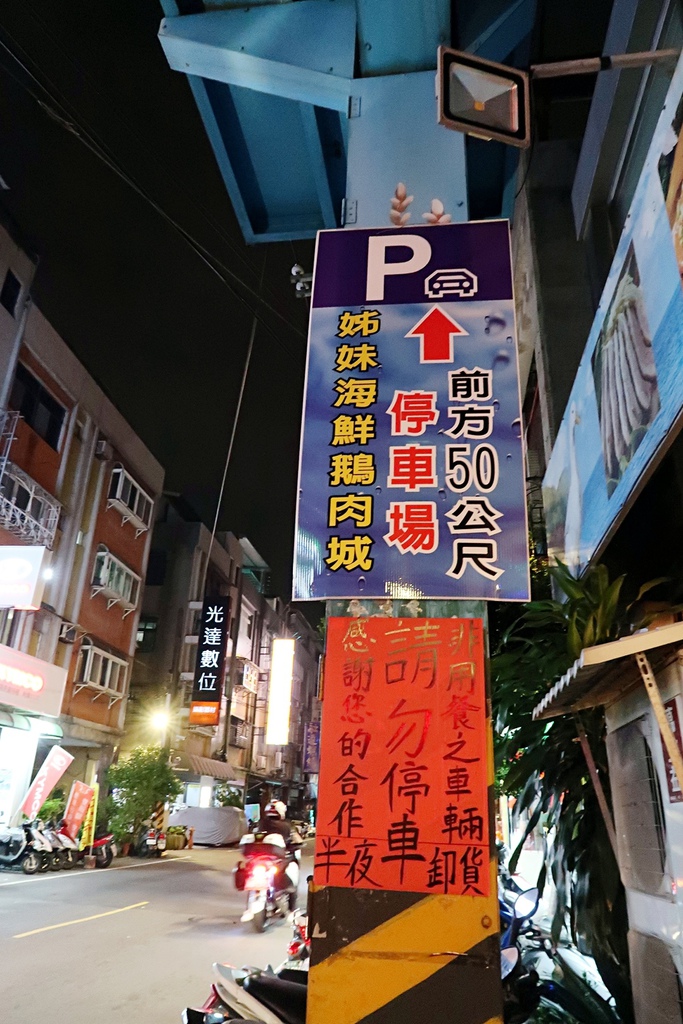 P
前方50公尺
停車場
姊妹海鮮鵝肉城
非用餐之車輛
請勿停車
感謝您的合作
半夜卸貨
光達數位